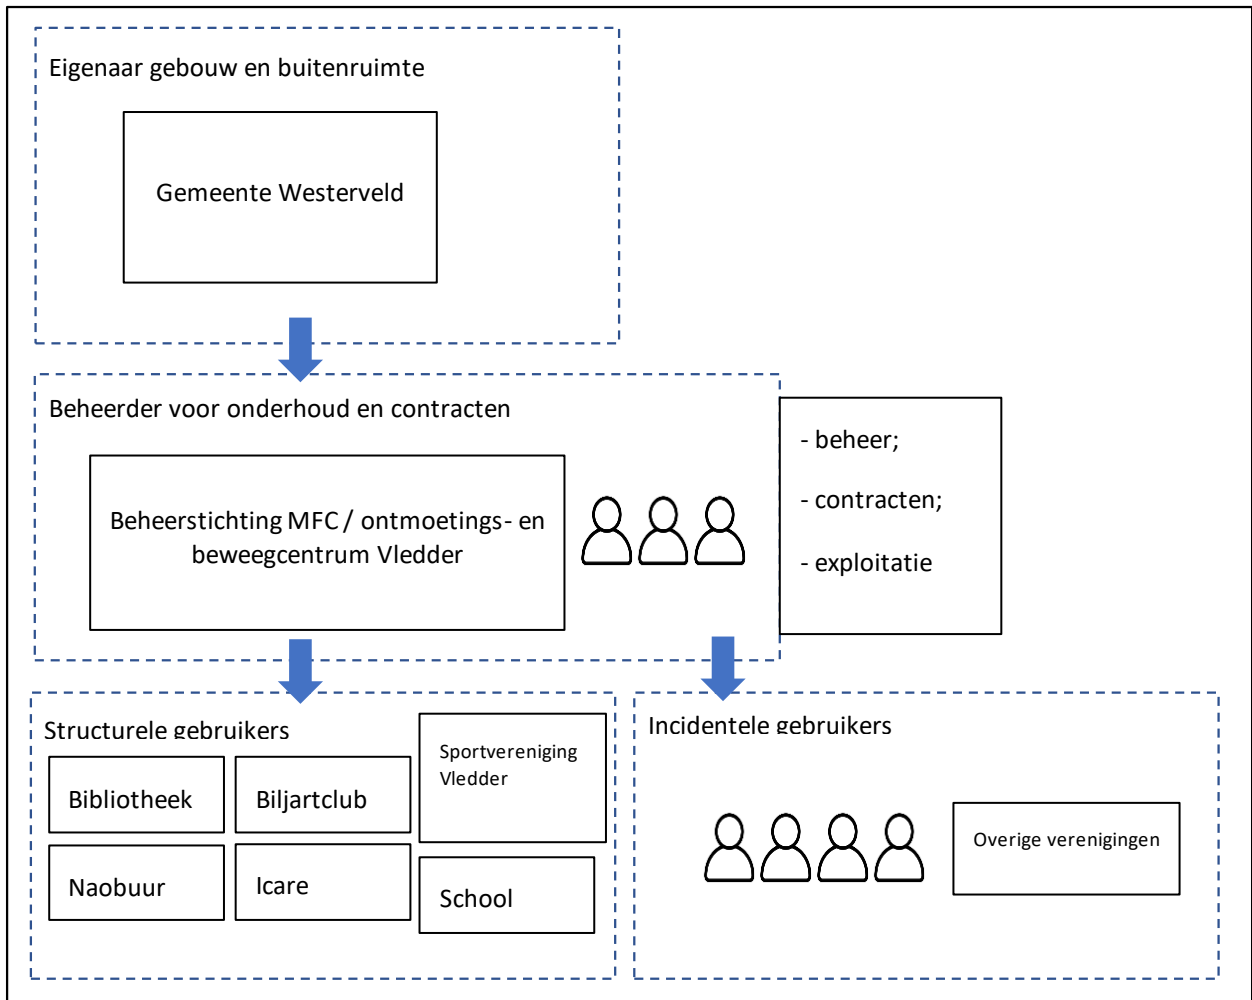 Eigenaar gebouw en buitenruimte
Gemeente Westerveld
Beheerder voor onderhoud en contracten
Beheerstichting MFC / ontmoetings- en
beweegcentrum Vledder
- beheer;
- contracten;
- exploitatie
Structurele gebruikers
Bibliotheek
Biljartclub
Sportvereniging
Vledder
Naobuur
Icare
School
Incidentele gebruikers
Overige verenigingen